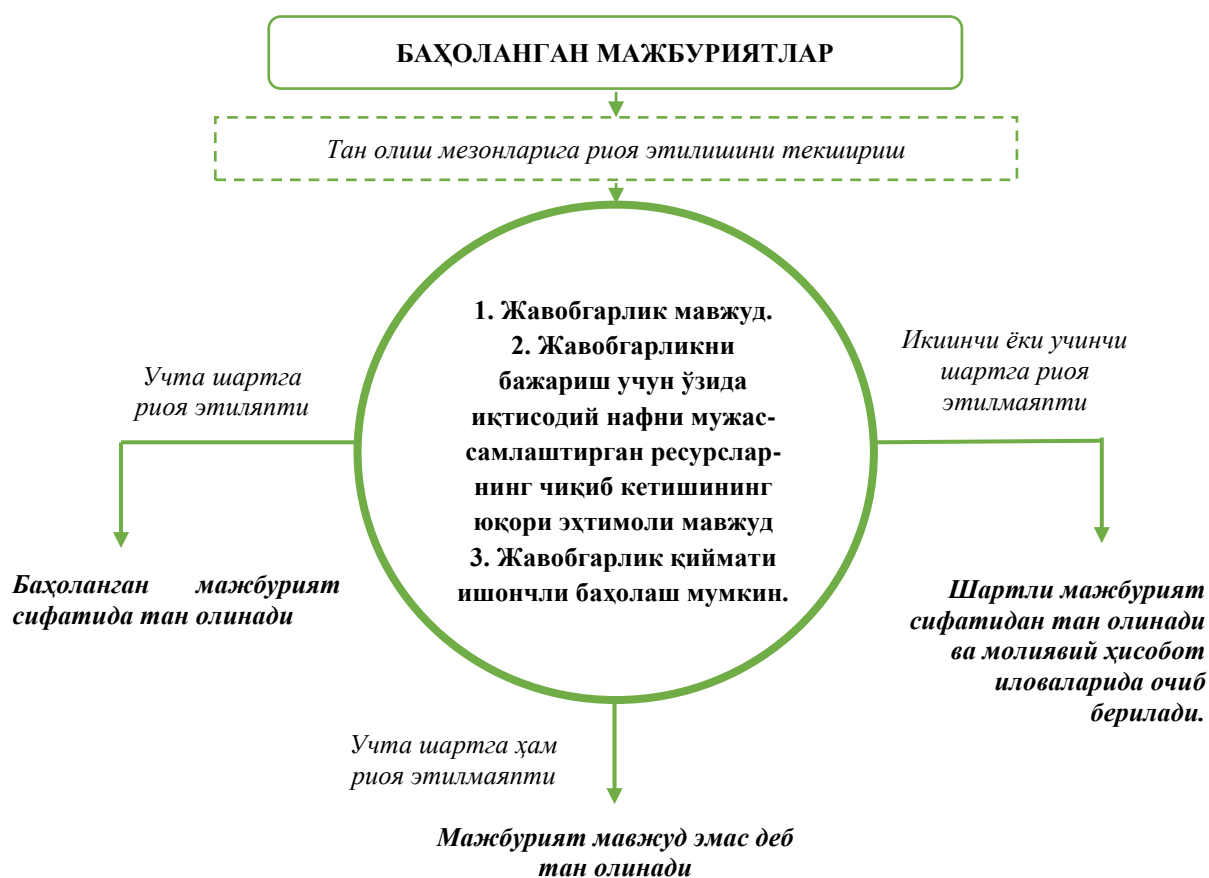 БАҲОЛАНГАН МАЖБУРИЯТЛАР
Тан олиш мезонларига риоя этилишини текшириш
1. Жавобгарлик мавжуд.
2. Жавобгарликни
бажариш учун ўзида
иқтисодий нафни мужас-
самлаштирган ресурслар-
нинг чиқиб кетишининг
юқори эҳтимоли мавжуд
3. Жавобгарлик қиймати
ишончли баҳолаш мумкин.
Учта шартга
риоя этиляпти
Икиинчи ёки учинчи
шартга риоя
этилмаяпти
Баҳоланган мажбурият
сифатида тан олинади
Шартли мажбурият
сифатидан тан олинади
ва молиявий ҳисобот
иловаларида очиб
берилади.
Учта шартга ҳам
риоя этилмаяпти
Мажбурият мавжуд эмас деб
тан олинади